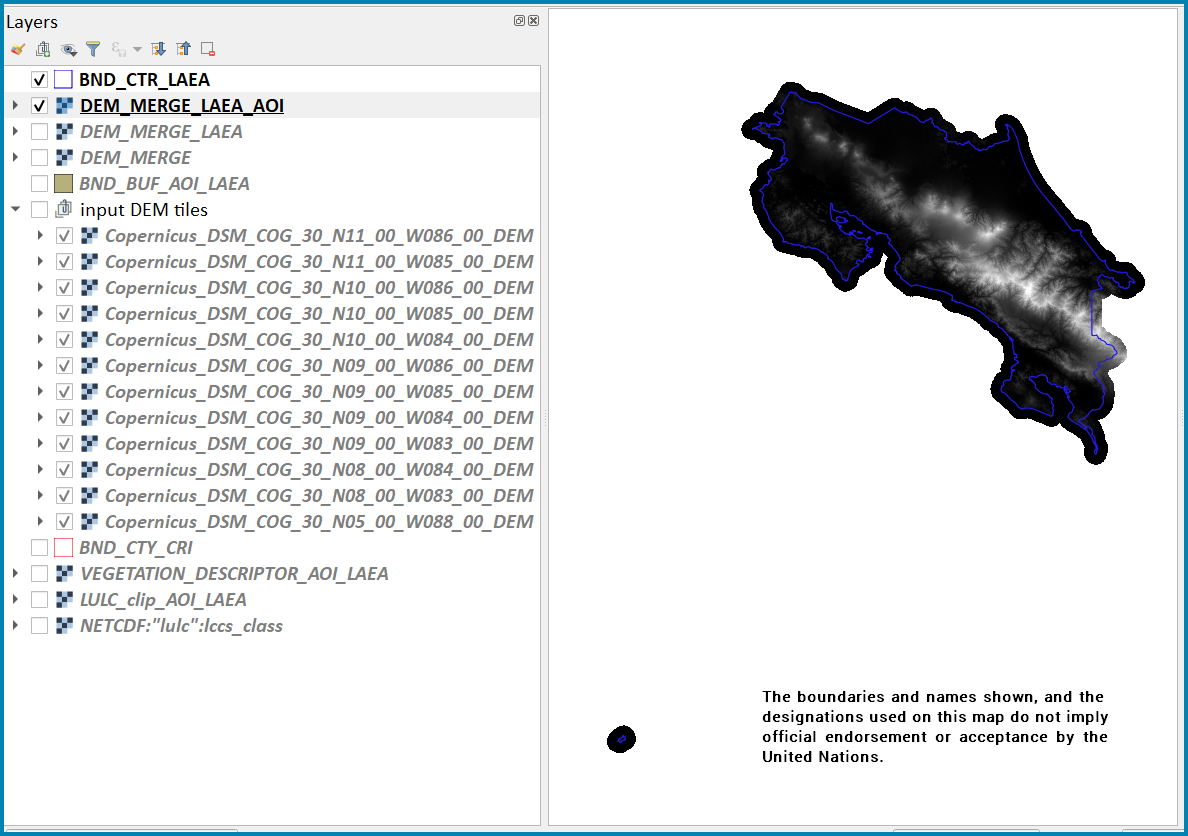 Layers
BND_CTR_LAEA
DEM_MERGE_LAEA_AOI
DEM_MERGE_LAEA
DEM_MERGE
BND_BUF_AOI_LAEA
input DEM tiles
Copernicus_DSM_COG_30_N11_00_W086_00_DEM
Copernicus_DSM_COG_30_N11_00_W085_00_DEM
Copernicus_DSM_COG_30_N10_00_W086_00_DEM
Copernicus_DSM_COG_30_N10_00_W085_00_DEM
Copernicus_DSM_COG_30_N10_00_W084_00_DEM
Copernicus_DSM_COG_30_N09_00_W086_00_DEM
Copernicus_DSM_COG_30_N09_00_W085_00_DEM
Copernicus_DSM_COG_30_N09_00_W084_00_DEM
Copernicus_DSM_COG_30_N09_00_W083_00_DEM
Copernicus_DSM_COG_30_N08_00_W084_00_DEM
Copernicus_DSM_COG_30_N08_00_W083_00_DEM
Copernicus_DSM_COG_30_N05_00_W088_00_DEM
BND_CTY_CRI
VEGETATION_DESCRIPTOR_AOI_LAEA
LULC_clip_AOI_LAEA
NETCDF:"lulc":lccs_class
The boundaries and names shown, and the
designations used on this map do not imply
official endorsement or acceptance by the
United Nations.